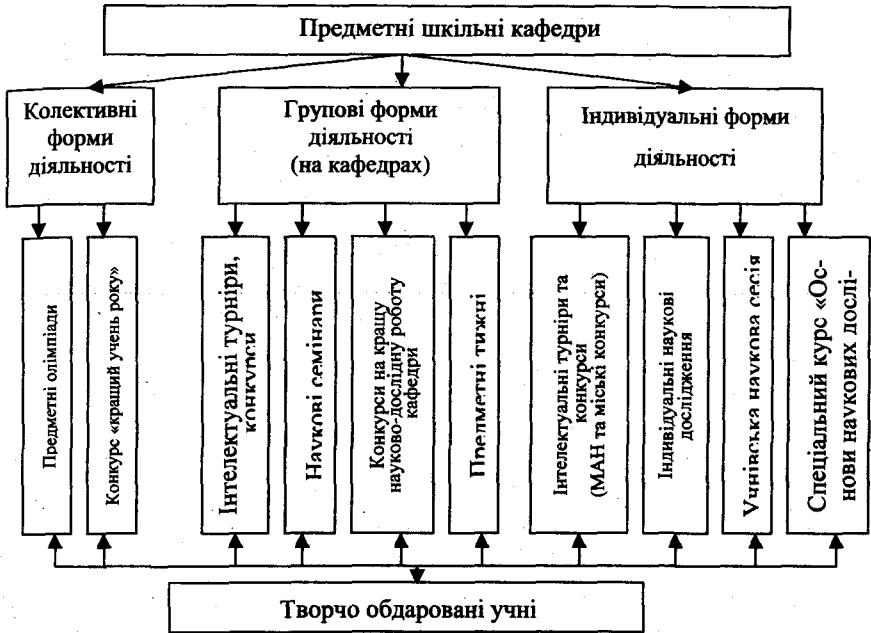 Предметні шкільні кафедри
Колективні
форми
діяльності
Групові форми
діяльності
(на кафедрах)
Індивідуальні форми
діяльності
Предметні олімпіади
Конкурс «кращий учень року»
Інтелектуальні турніри,
конкурси
Наукові семінари
Конкурси на кращу
науково-дослідну роботу
кафедри
Предметні тижні
Інтелектуальні турніри та
конкурси
(МАН та міські конкурси)
Індивідуальні наукові
дослідження
Учнівська наукова сесія
Спеціальний курс «Ос-
нови наукових дослі-
Творчо обдаровані учні